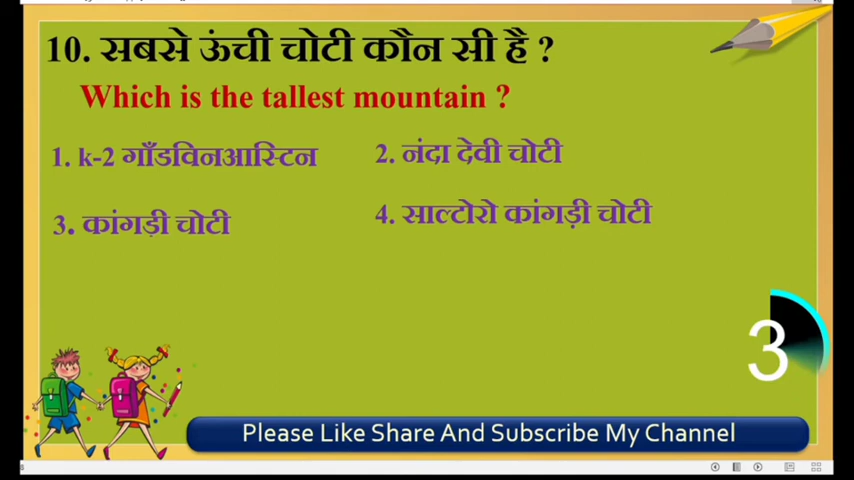 10. सबसे ऊंची चोटी कौन सी है ?
Which is the tallest mountain ?
1. k-2 गाँडविनआस्टिन
2. नंदा देवी चोटी
3. कांगड़ी चोटी
4. साल्टोरो कांगड़ी चोटी
3
Please Like Share And Subscribe My Channel